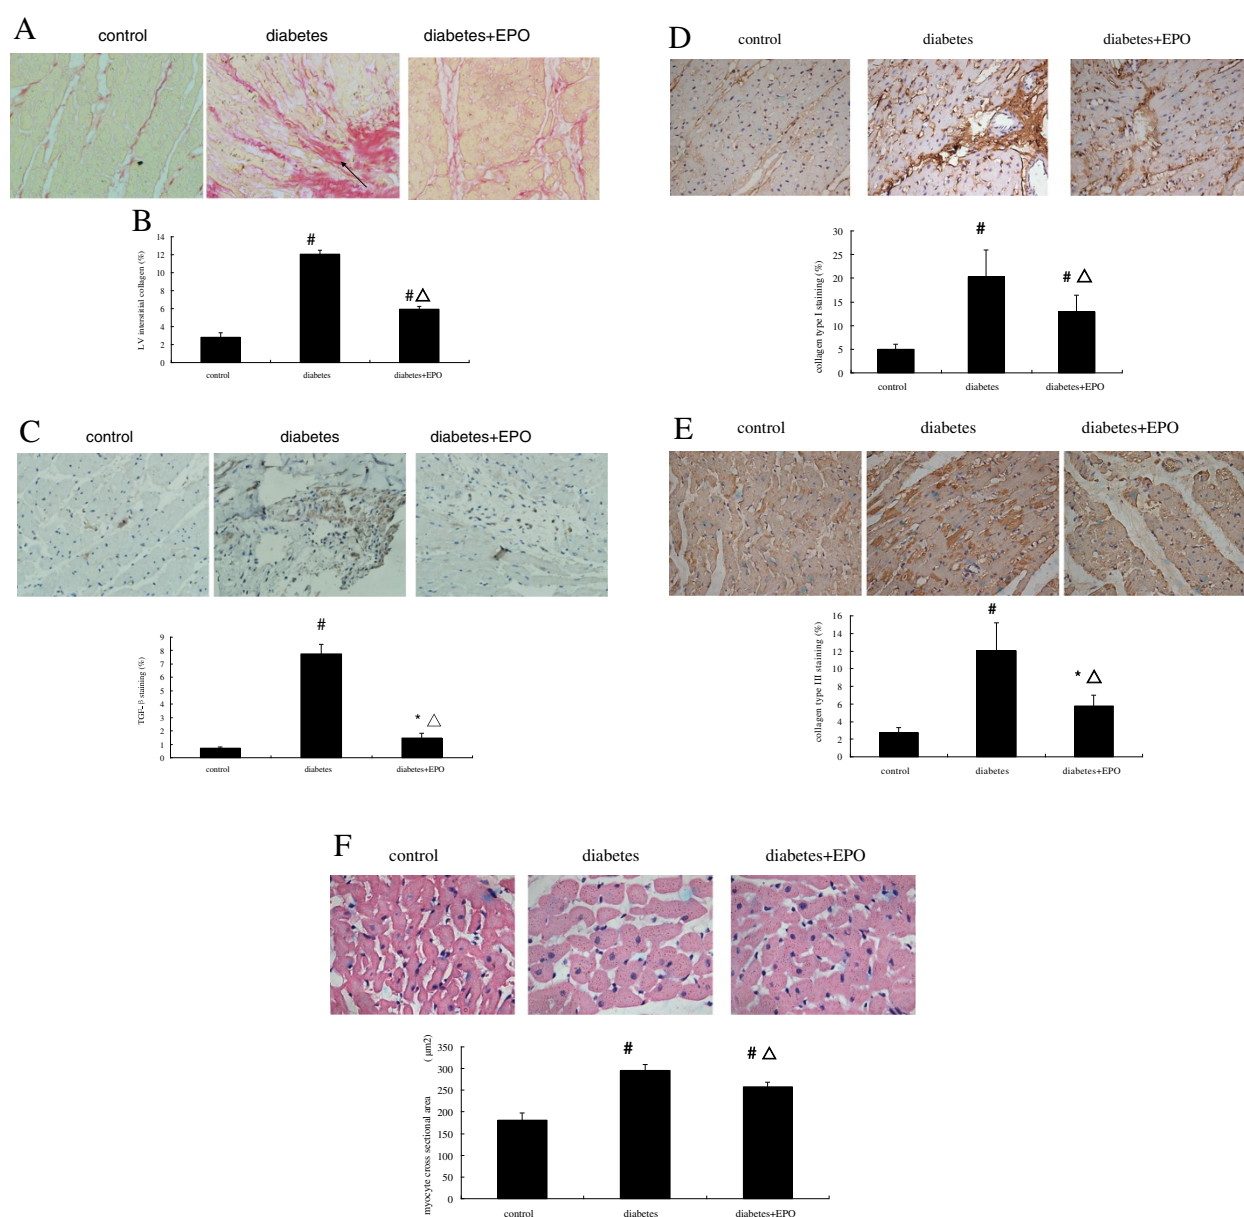 A
control diabetes diabetes+EPO
B
LV interstitial collagen (%)
14
12
10
8
6
4
2
0
#
#△
control diabetes diabetes+EPO
C
control diabetes diabetes+EPO
TGF-β staining (%)
9
8
7
6
5
4
3
2
1
0
#
* △
control diabetes diabetes+EPO
D
control diabetes diabetes+EPO
collagen type I staining (%)
30
25
20
15
10
5
0
#
# △
control diabetes diabetes+EPO
E
control diabetes diabetes+EPO
collagen type III staining (%)
16
14
12
10
8
6
4
2
0
#
* △
control diabetes diabetes+EPO
F
control diabetes diabetes+EPO
myocyte cross sectional area ( μm2)
350
300
250
200
150
100
50
0
#
# △
control diabetes diabetes+EPO